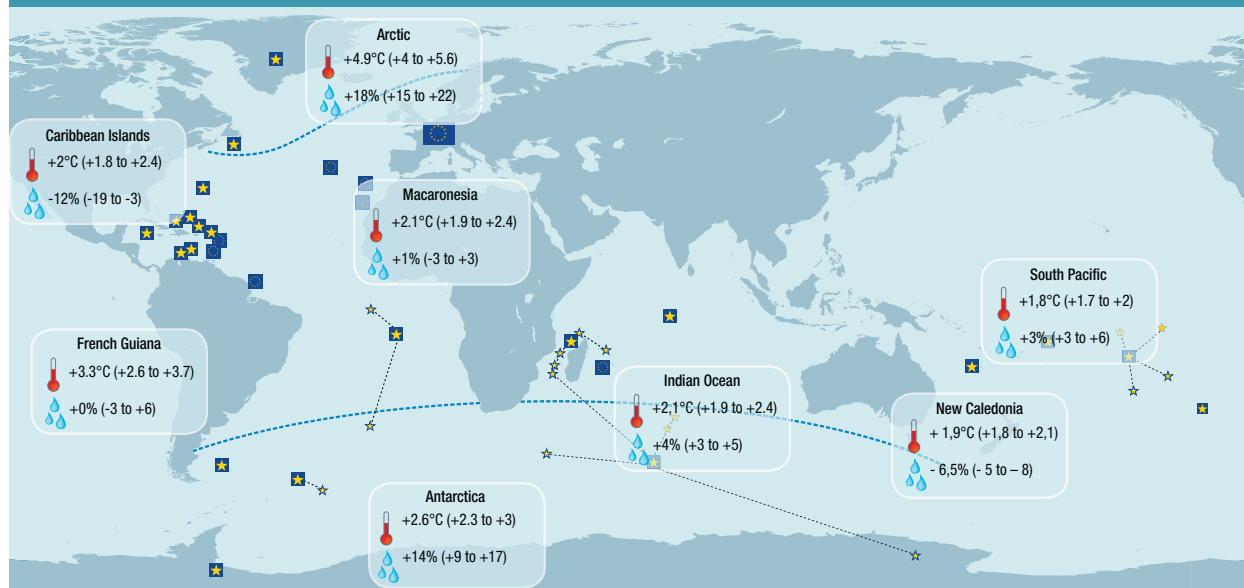 Arctic
+4.9°C (+4 to +5.6)
+18% (+15 to +22)
Caribbean Islands
+2°C (+1.8 to +2.4)
-12% (-19 to -3)
Macaronesia
+2.1°C (+1.9 to +2.4)
+1% (-3 to +3)
South Pacific
+1,8°C (+1.7 to +2)
+3% (+3 to +6)
French Guiana
+3.3°C (+2.6 to +3.7)
+0% (-3 to +6)
Indian Ocean
+2,1°C (+1.9 to +2.4)
+4% (+3 to +5)
New Caledonia
+ 1,9°C (+1,8 to +2,1)
- 6,5% (- 5 to – 8)
Antarctica
+2.6°C (+2.3 to +3)
+14% (+9 to +17)